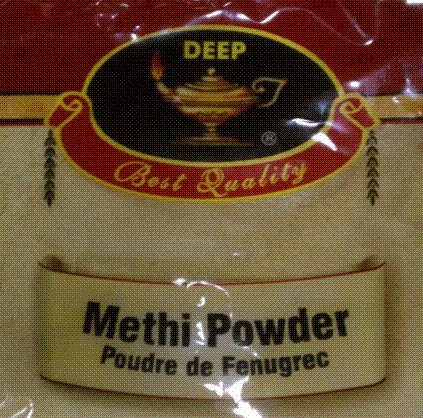 DEEP
®
Best Quality
Methi Powder
Poudre de Fenugrec